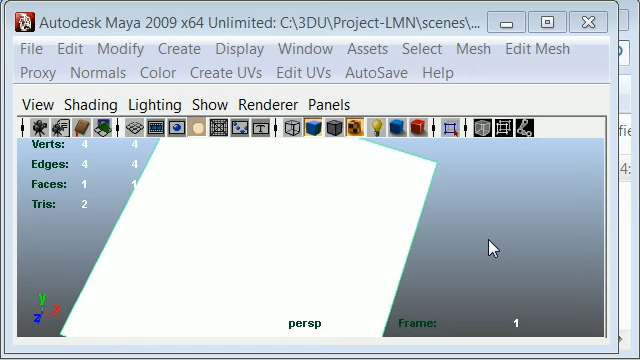 Autodesk Maya 2009 x64 Unlimited: C:\3DU\Project-LMN\scenes\...
File Edit Modify Create Display Window Assets Select Mesh Edit Mesh
Proxy Normals Color Create UVs Edit UVs AutoSave Help
View Shading Lighting Show Renderer Panels
Verts: 4 4
Edges: 4 4
Faces: 1 1
Tris: 2
y
x
z
persp
Frame: 1